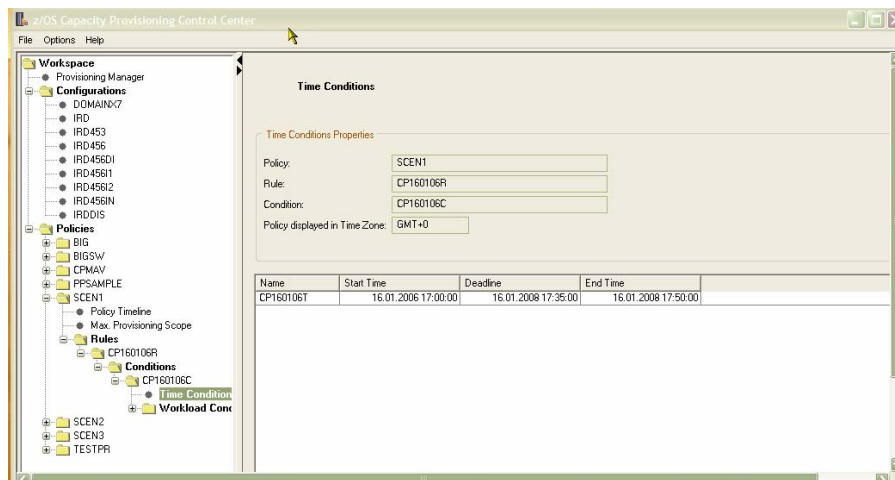 z/OS Capacity Provisioning Control Center
File Options Help
Workspace
Provisioning Manager
Configurations
DOMAINX7
IRD
IRD453
IRD456
IRD456DI
IRD456I1
IRD456I2
IRD456IN
IRDDIS
Policies
BIG
BIGSW
CPMAV
PPSAMPLE
SCEN1
Policy Timeline
Max. Provisioning Scope
Rules
CP160106R
Conditions
CP160106C
Time Condition
Workload Cond
SCEN2
SCEN3
TESTPR
Time Conditions
Time Conditions Properties
Policy: SCEN1
Rule: CP160106R
Condition: CP160106C
Policy displayed in Time Zone: GMT+0
Name Start Time Deadline End Time
CP160106T 16.01.2006 17:00:00 16.01.2008 17:35:00 16.01.2008 17:50:00